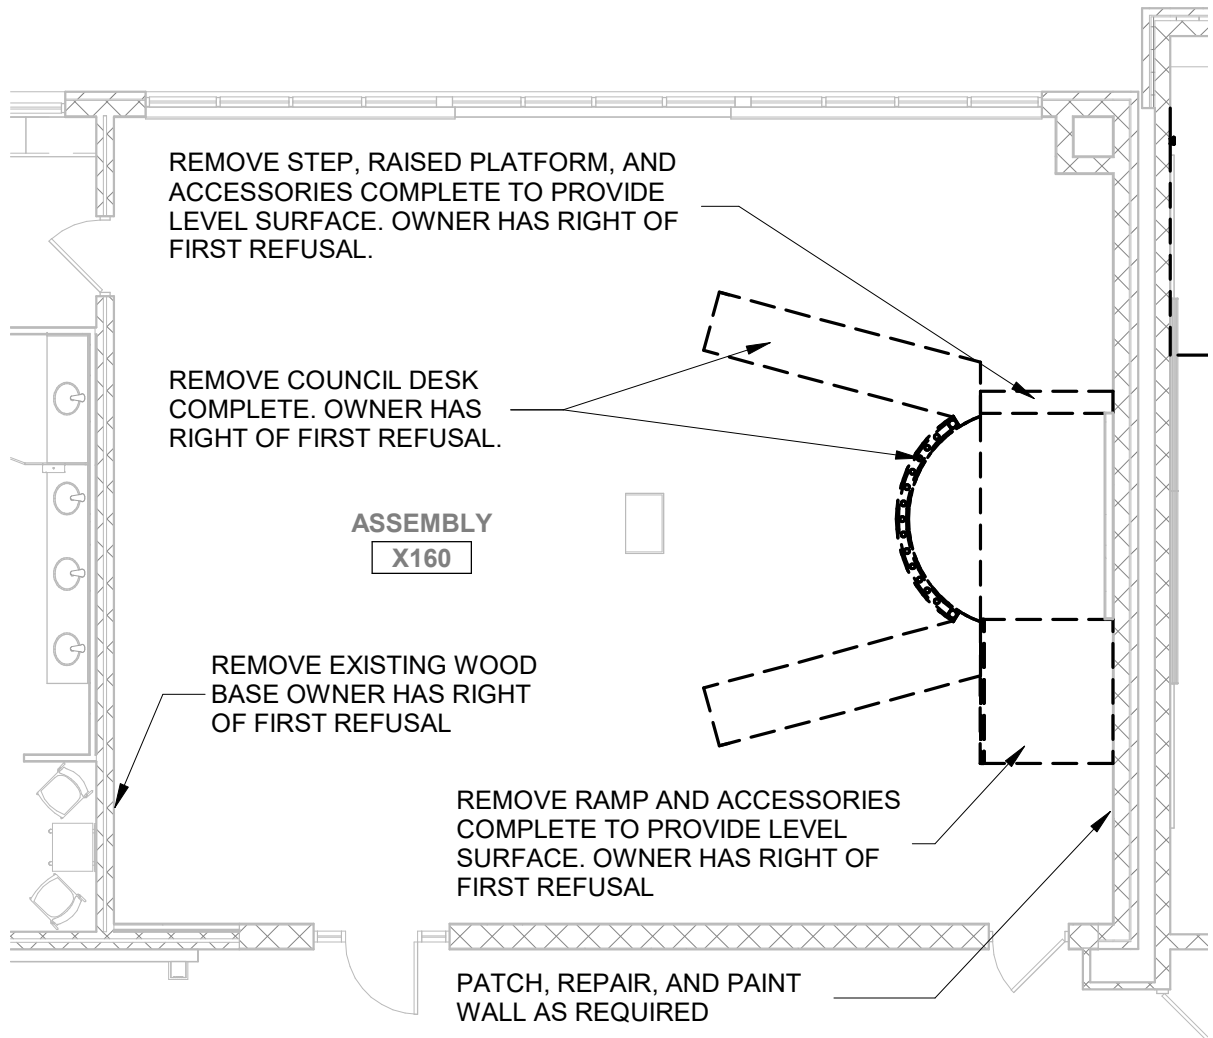 REMOVE STEP, RAISED PLATFORM, AND
ACCESSORIES COMPLETE TO PROVIDE
LEVEL SURFACE. OWNER HAS RIGHT OF
FIRST REFUSAL.
REMOVE COUNCIL DESK
COMPLETE. OWNER HAS
RIGHT OF FIRST REFUSAL.
ASSEMBLY
X160
REMOVE EXISTING WOOD
BASE OWNER HAS RIGHT
OF FIRST REFUSAL
REMOVE RAMP AND ACCESSORIES
COMPLETE TO PROVIDE LEVEL
SURFACE. OWNER HAS RIGHT OF
FIRST REFUSAL
PATCH, REPAIR, AND PAINT
WALL AS REQUIRED